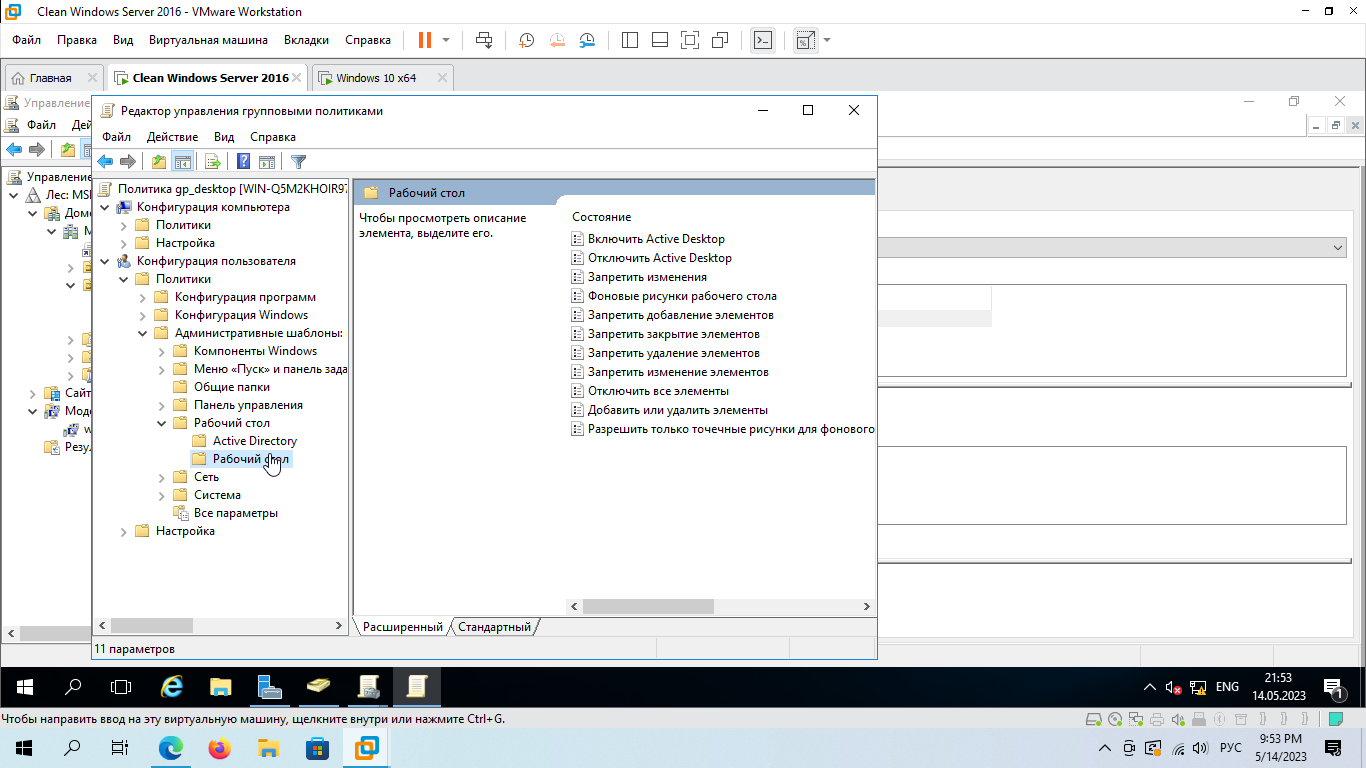 Clean Windows Server 2016 - VMware Workstation
Файл Правка Вид Виртуальная машина Вкладки Справка
Главная Clean Windows Server 2016 Windows 10 x64
Управление
Редактор управления групповыми политиками
Файл
Файл Действие Вид Справка
Управление
Лес:
Политика gp_desktop [WIN-Q5M2KHOIR97
Конфигурация компьютера
Политики
Настройка
Конфигурация пользователя
Политики
Конфигурация программ
Конфигурация Windows
Административные шаблоны:
Компоненты Windows
Меню «Пуск» и панель зада
Общие папки
Панель управления
Рабочий стол
Active Directory
Рабочий стол
Сеть
Система
Все параметры
Настройка
Рабочий стол
Чтобы просмотреть описание
элемента, выделите его.
Состояние
Включить Active Desktop
Отключить Active Desktop
Запретить изменения
Фоновые рисунки рабочего стола
Запретить добавление элементов
Запретить закрытие элементов
Запретить удаление элементов
Запретить изменение элементов
Отключить все элементы
Добавить или удалить элементы
Разрешить только точечные рисунки для фонового
Расширенный Стандартный
11 параметров
ENG
21:53
14.05.2023
1
Чтобы направить ввод на эту виртуальную машину, щелкните внутри или нажмите Ctrl+G.
РУС
9:53 PM
5/14/2023